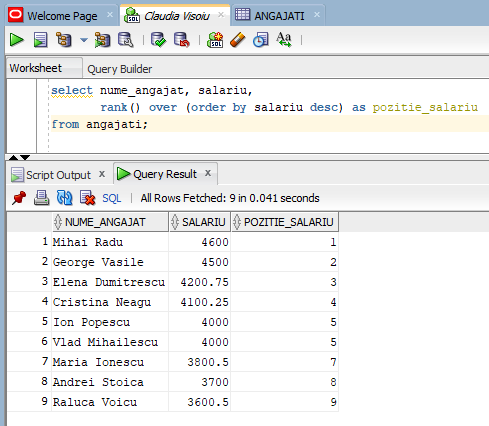 Welcome Page x Claudia Visoiu x ANGAJATI x
SQL Aa
Worksheet Query Builder
select nume_angajat, salariu,
rank() over (order by salariu desc) as pozitie_salariu
from angajati;
Script Output x Query Result x
SQL | All Rows Fetched: 9 in 0.041 seconds
NUME_ANGAJAT SALARIU POZITIE_SALARIU
1 Mihai Radu 4600 1
2 George Vasile 4500 2
3 Elena Dumitrescu 4200.75 3
4 Cristina Neagu 4100.25 4
5 Ion Popescu 4000 5
6 Vlad Mihailescu 4000 5
7 Maria Ionescu 3800.5 7
8 Andrei Stoica 3700 8
9 Raluca Voicu 3600.5 9